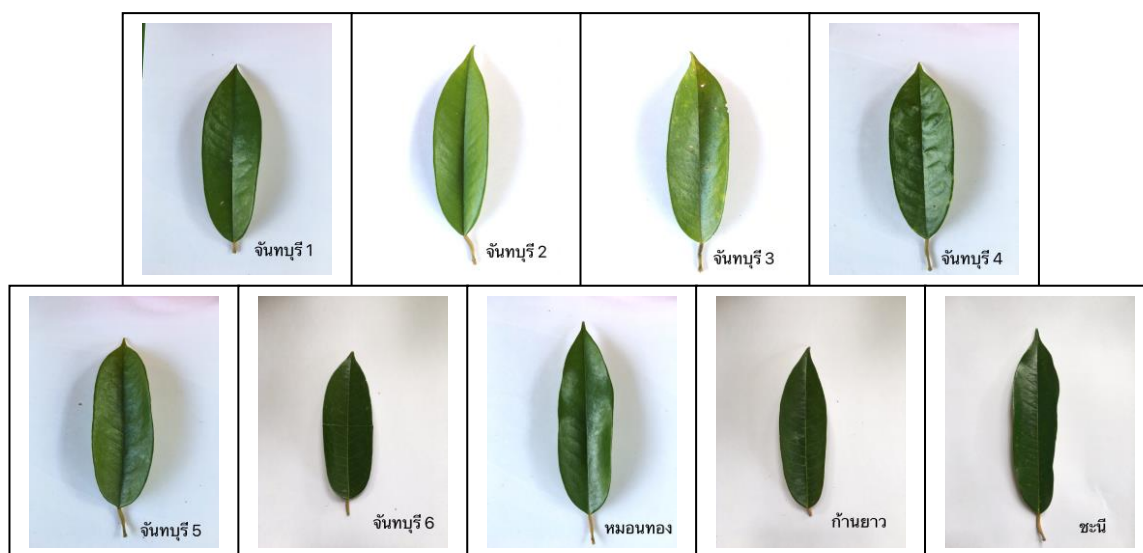 จันทบุรี 1
จันทบุรี 2
จันทบุรี 3
จันทบุรี 4
จันทบุรี 5
จันทบุรี 6
หมอนทอง
ก้านยาว
ชะนี